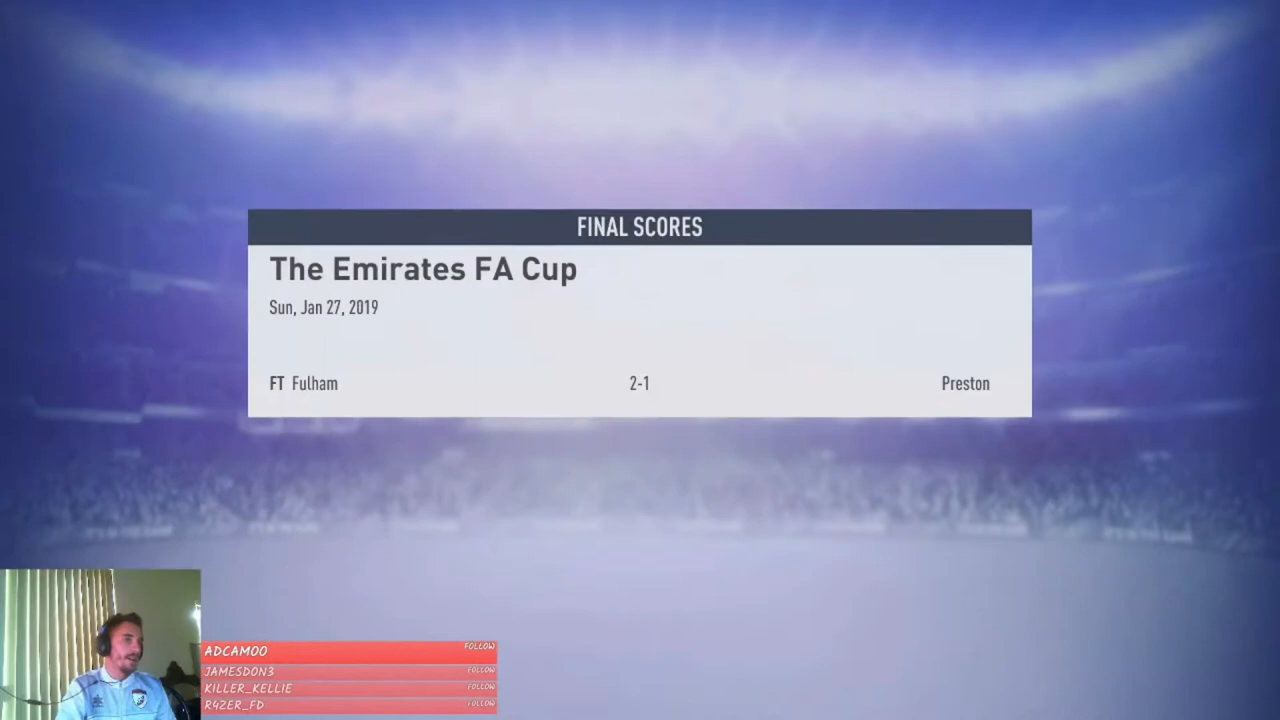 FINAL SCORES
The Emirates FA Cup
Sun, Jan 27, 2019
FT Fulham 2-1 Preston
ADCAMOO FOLLOW
JAMESDON3 FOLLOW
KILLER_KELLIE FOLLOW
R4ZER_FD FOLLOW